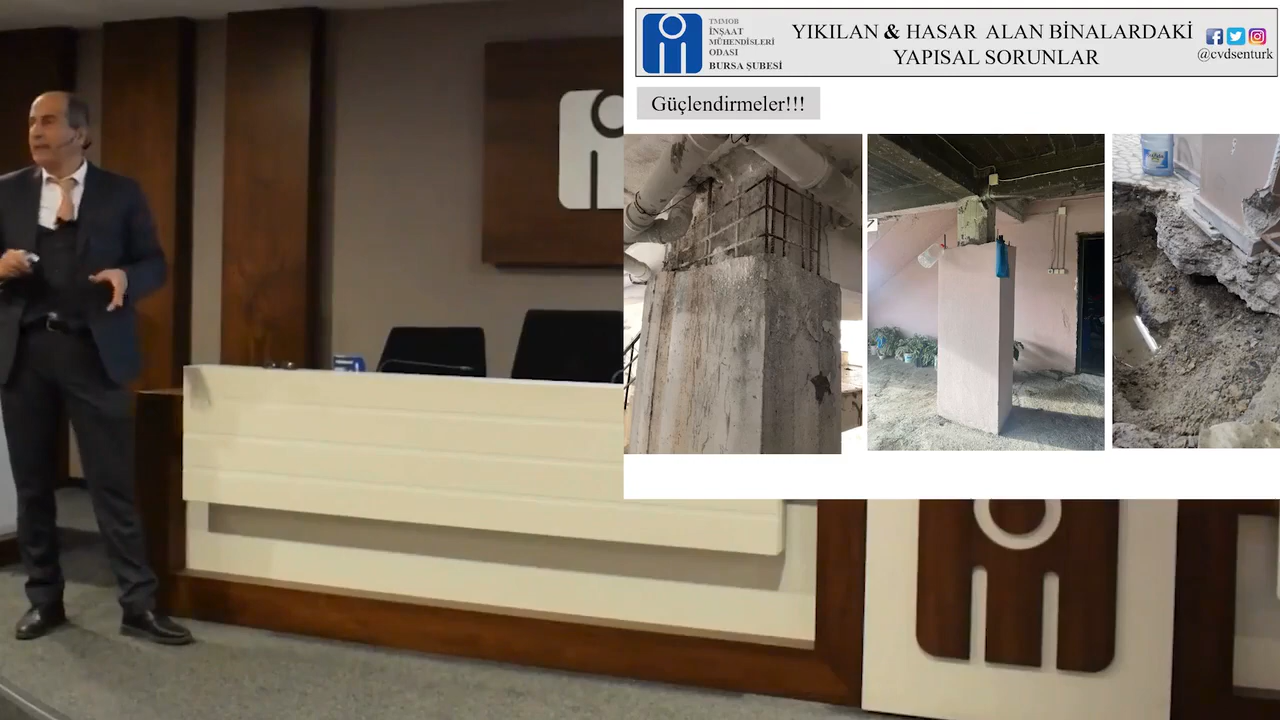 TMMOB
İNŞAAT
MÜHENDİSLERİ
ODASI
BURSA ŞUBESİ
YIKILAN & HASAR ALAN BİNALARDAKİ
YAPISAL SORUNLAR
@cvdsenturk
Güçlendirmeler!!!